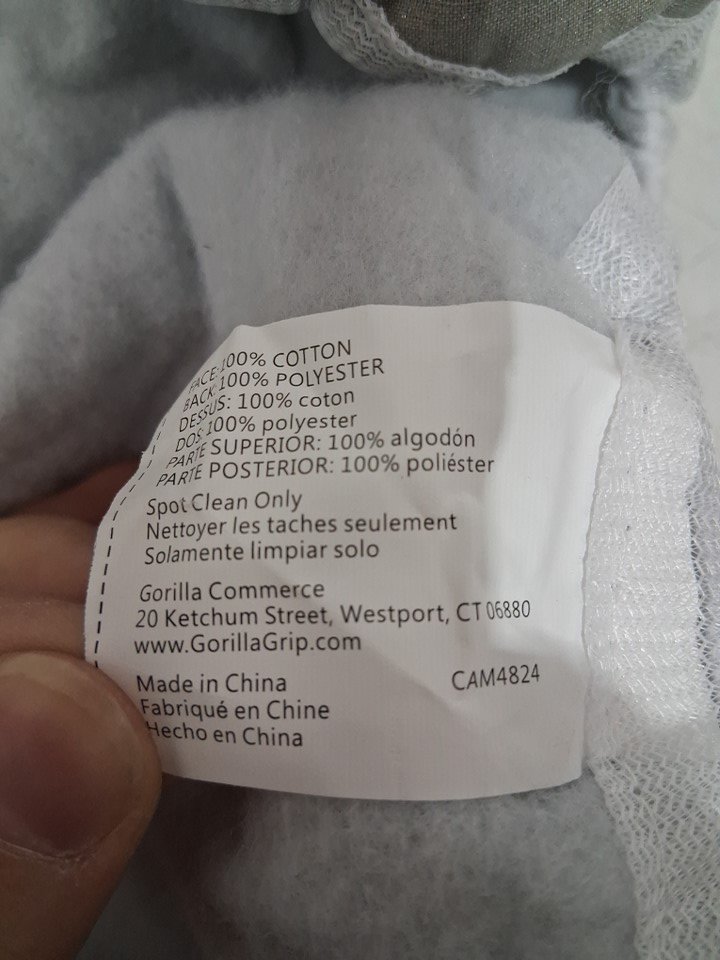 FACE: 100% COTTON
BACK: 100% POLYESTER
DESSUS: 100% coton
DOS: 100% polyester
PARTE SUPERIOR: 100% algodón
PARTE POSTERIOR: 100% poliéster
Spot Clean Only
Nettoyer les taches seulement
Solamente limpiar solo
Gorilla Commerce
20 Ketchum Street, Westport, CT 06880
www.GorillaGrip.com
Made in China CAM4824
Fabriqué en Chine
Hecho en China